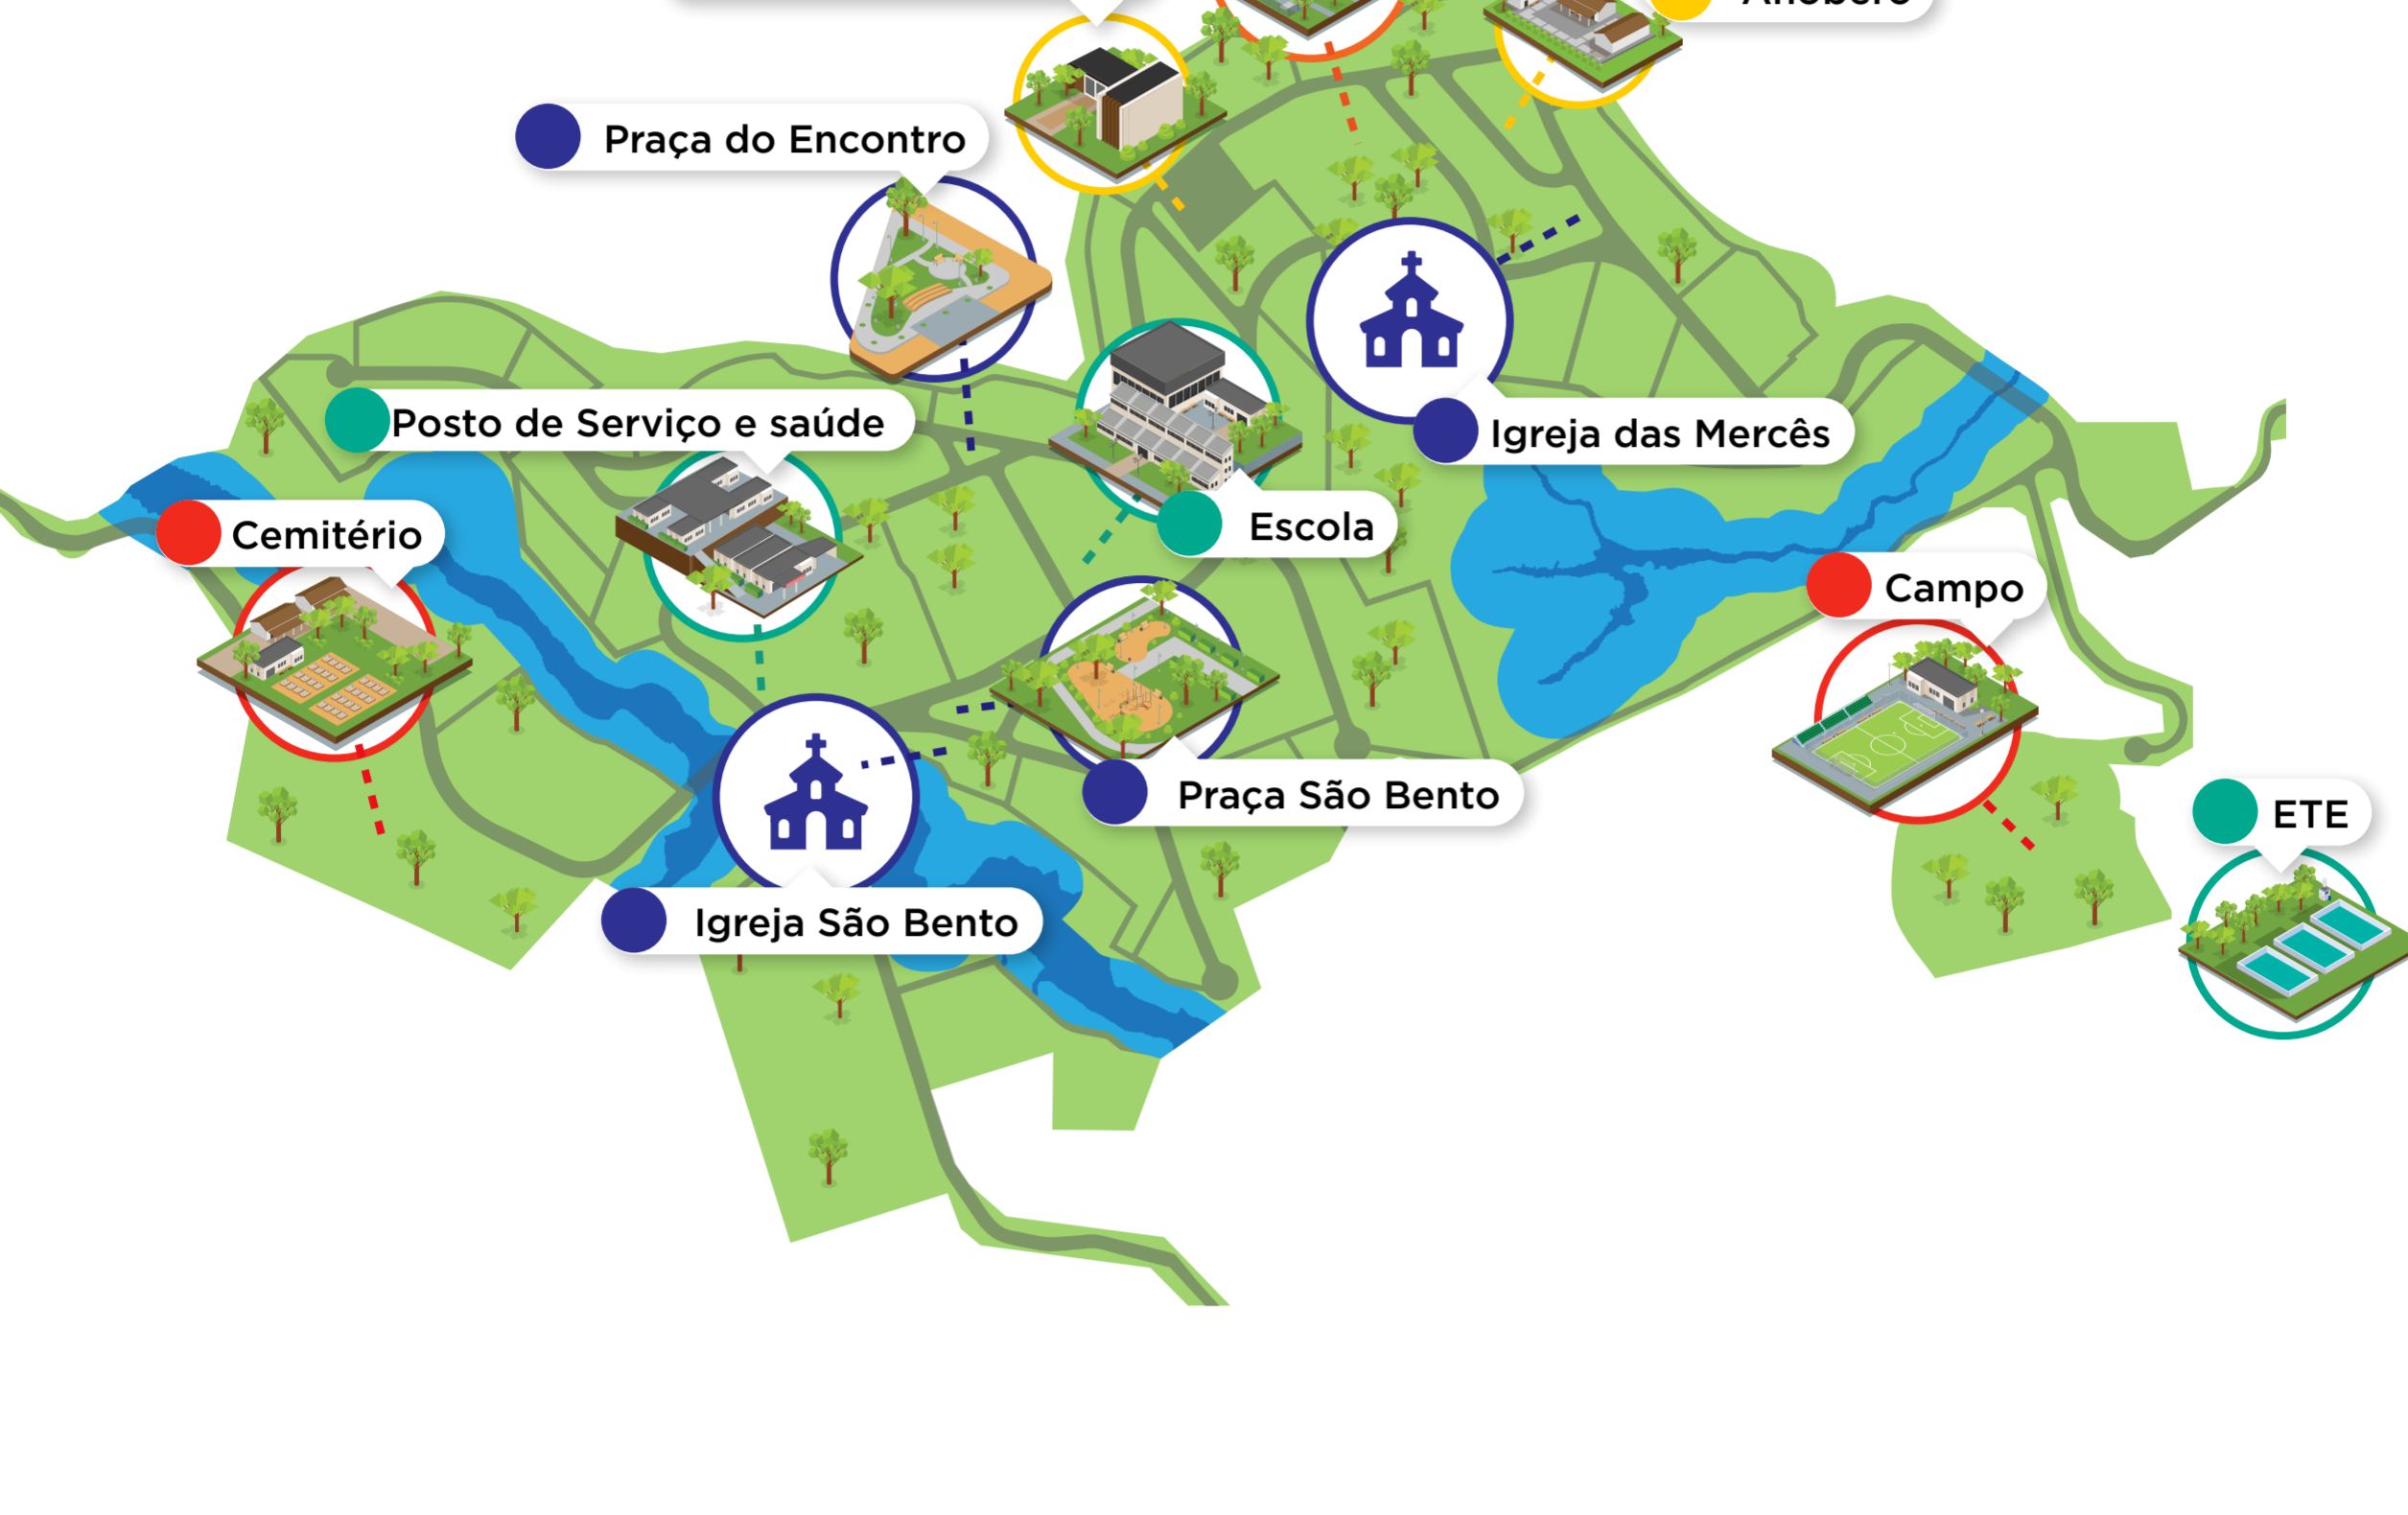 Praça do Encontro
Posto de Serviço e saúde
Igreja das Mercês
Cemitério
Escola
Campo
Praça São Bento
ETE
Igreja São Bento